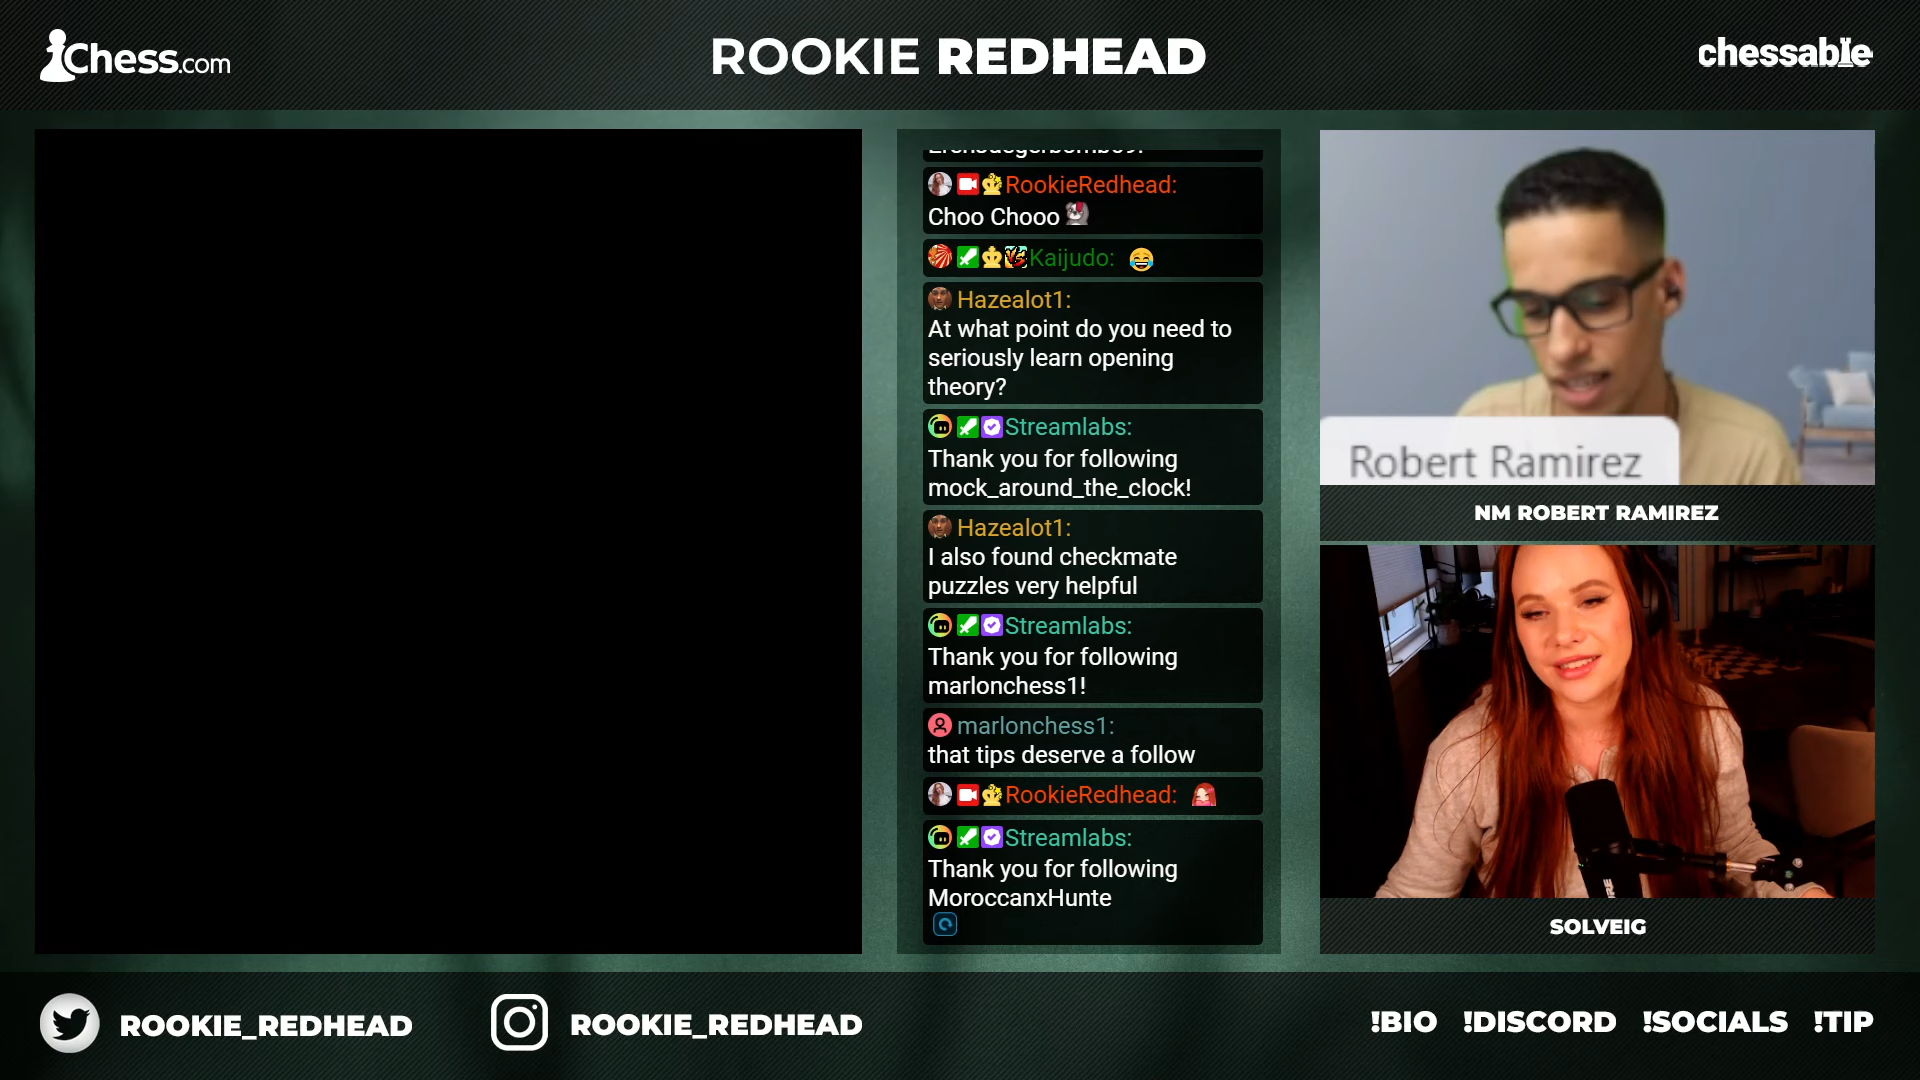 Chess.com
ROOKIE REDHEAD
chessable
RookieRedhead:
Choo Chooo
Kaijudo:
Hazealot1:
At what point do you need to
seriously learn opening
theory?
Streamlabs:
Thank you for following
mock_around_the_clock!
Hazealot1:
I also found checkmate
puzzles very helpful
Streamlabs:
Thank you for following
marlonchess1!
marlonchess1:
that tips deserve a follow
RookieRedhead:
Streamlabs:
Thank you for following
MoroccanxHunte
Robert Ramirez
NM ROBERT RAMIREZ
SOLVEIG
ROOKIE_REDHEAD
ROOKIE_REDHEAD
!BIO !DISCORD !SOCIALS !TIP